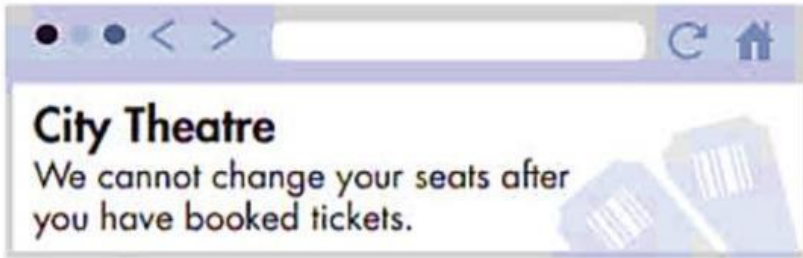 City Theatre
We cannot change your seats after
you have booked tickets.